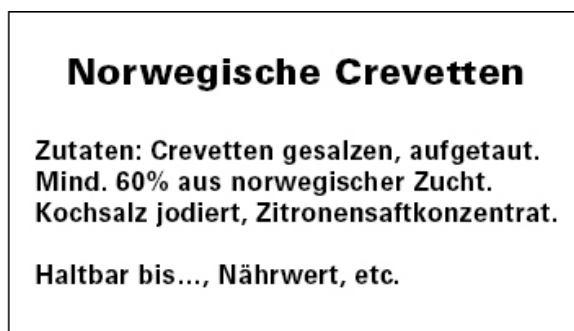 Norwegische Crevetten
Zutaten: Crevetten gesalzen, aufgetaut.
Mind. 60% aus norwegischer Zucht.
Kochsalz jodiert, Zitronensaftkonzentrat.
Haltbar bis..., Nährwert, etc.